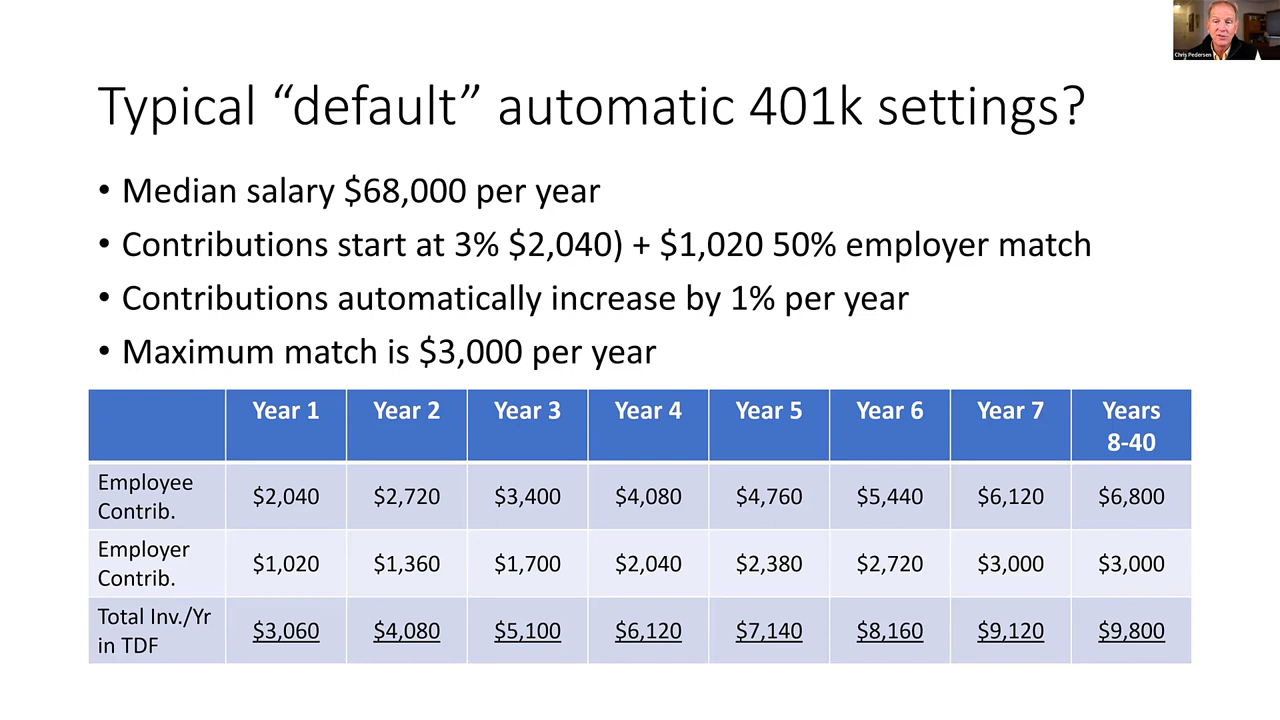 Chris Pedersen
Typical “default” automatic 401k settings?
• Median salary $68,000 per year
• Contributions start at 3% $2,040) + $1,020 50% employer match
• Contributions automatically increase by 1% per year
• Maximum match is $3,000 per year
Year 1 Year 2 Year 3 Year 4 Year 5 Year 6 Year 7 Years
8-40
Employee
Contrib. $2,040 $2,720 $3,400 $4,080 $4,760 $5,440 $6,120 $6,800
Employer
Contrib. $1,020 $1,360 $1,700 $2,040 $2,380 $2,720 $3,000 $3,000
Total Inv./Yr
in TDF $3,060 $4,080 $5,100 $6,120 $7,140 $8,160 $9,120 $9,800